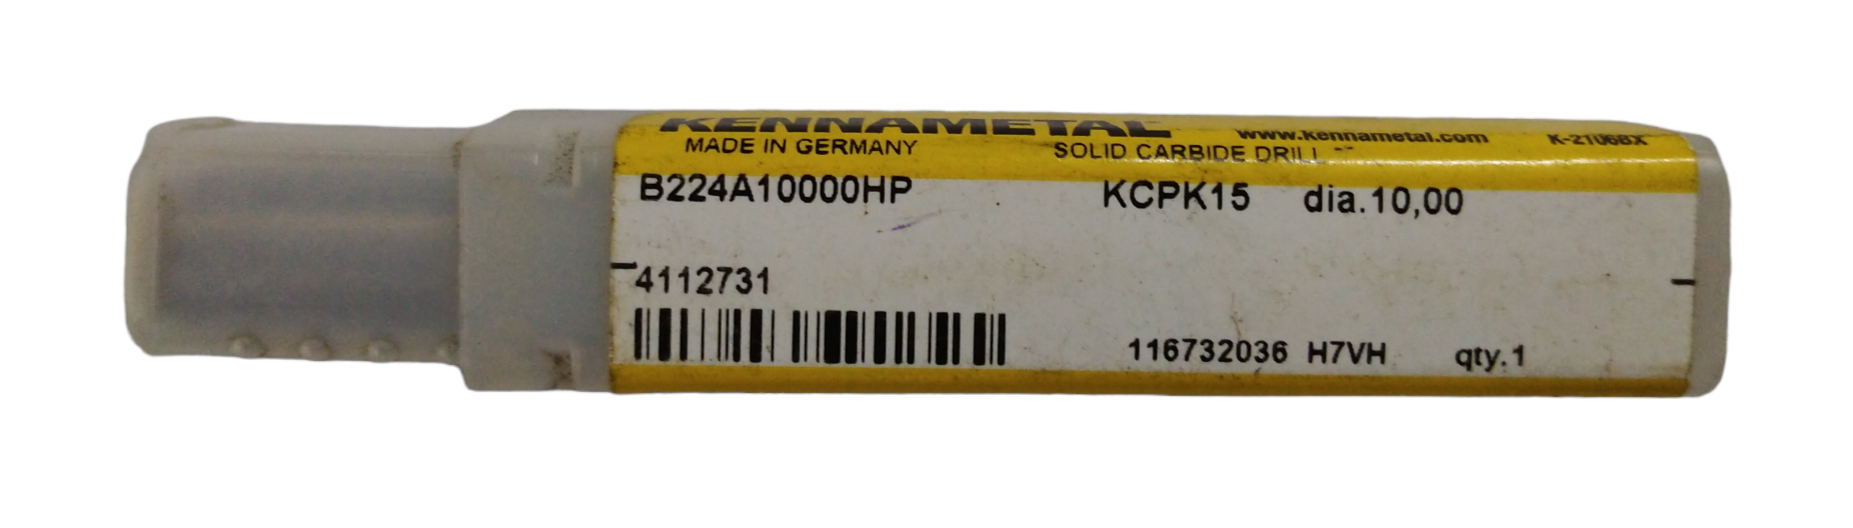 KENNAMETAL www.kennametal.com K-2106BX
MADE IN GERMANY SOLID CARBIDE DRILL
B224A10000HP KCPK15 dia.10,00
4112731
116732036 H7VH qty.1